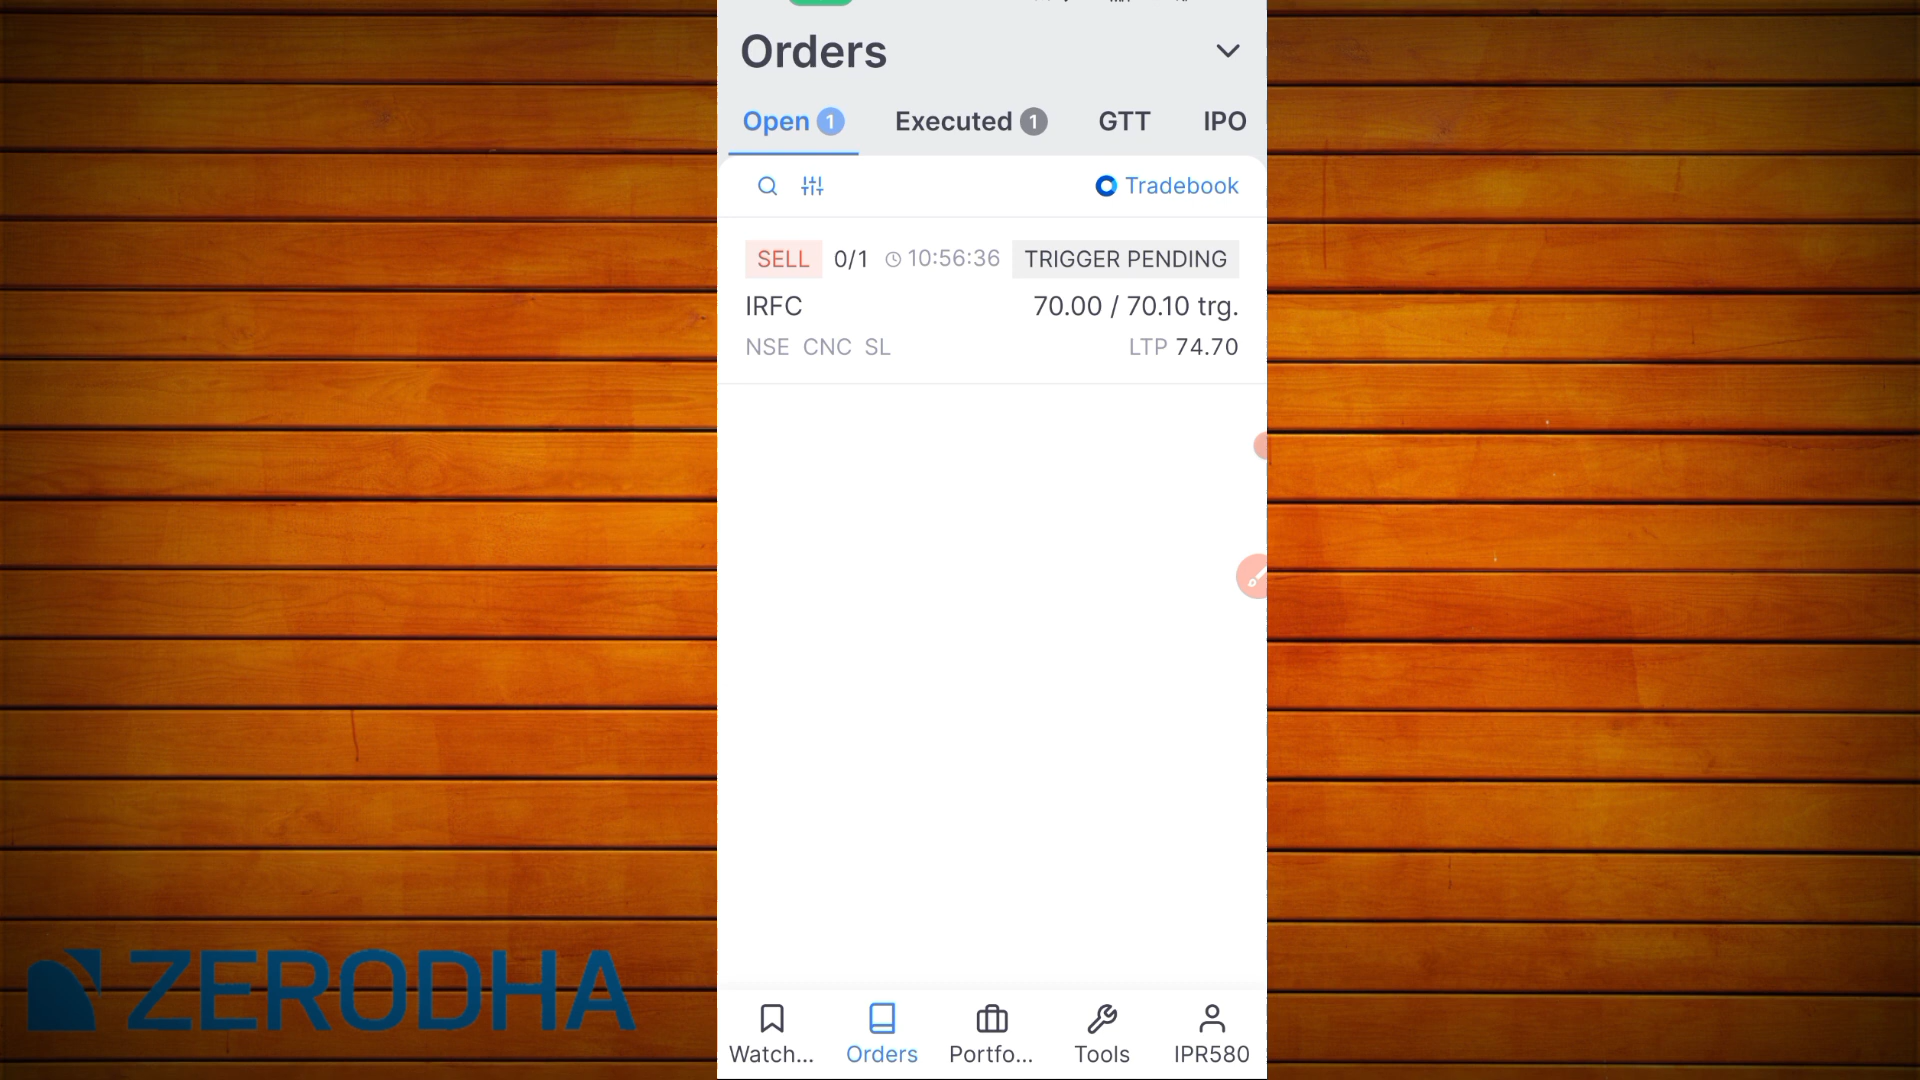 Orders
Open 1 Executed 1 GTT IPO
Tradebook
SELL 0/1 10:56:36 TRIGGER PENDING
IRFC 70.00 / 70.10 trg.
NSE CNC SL LTP 74.70
ZERODHA
Watch... Orders Portfo... Tools IPR580